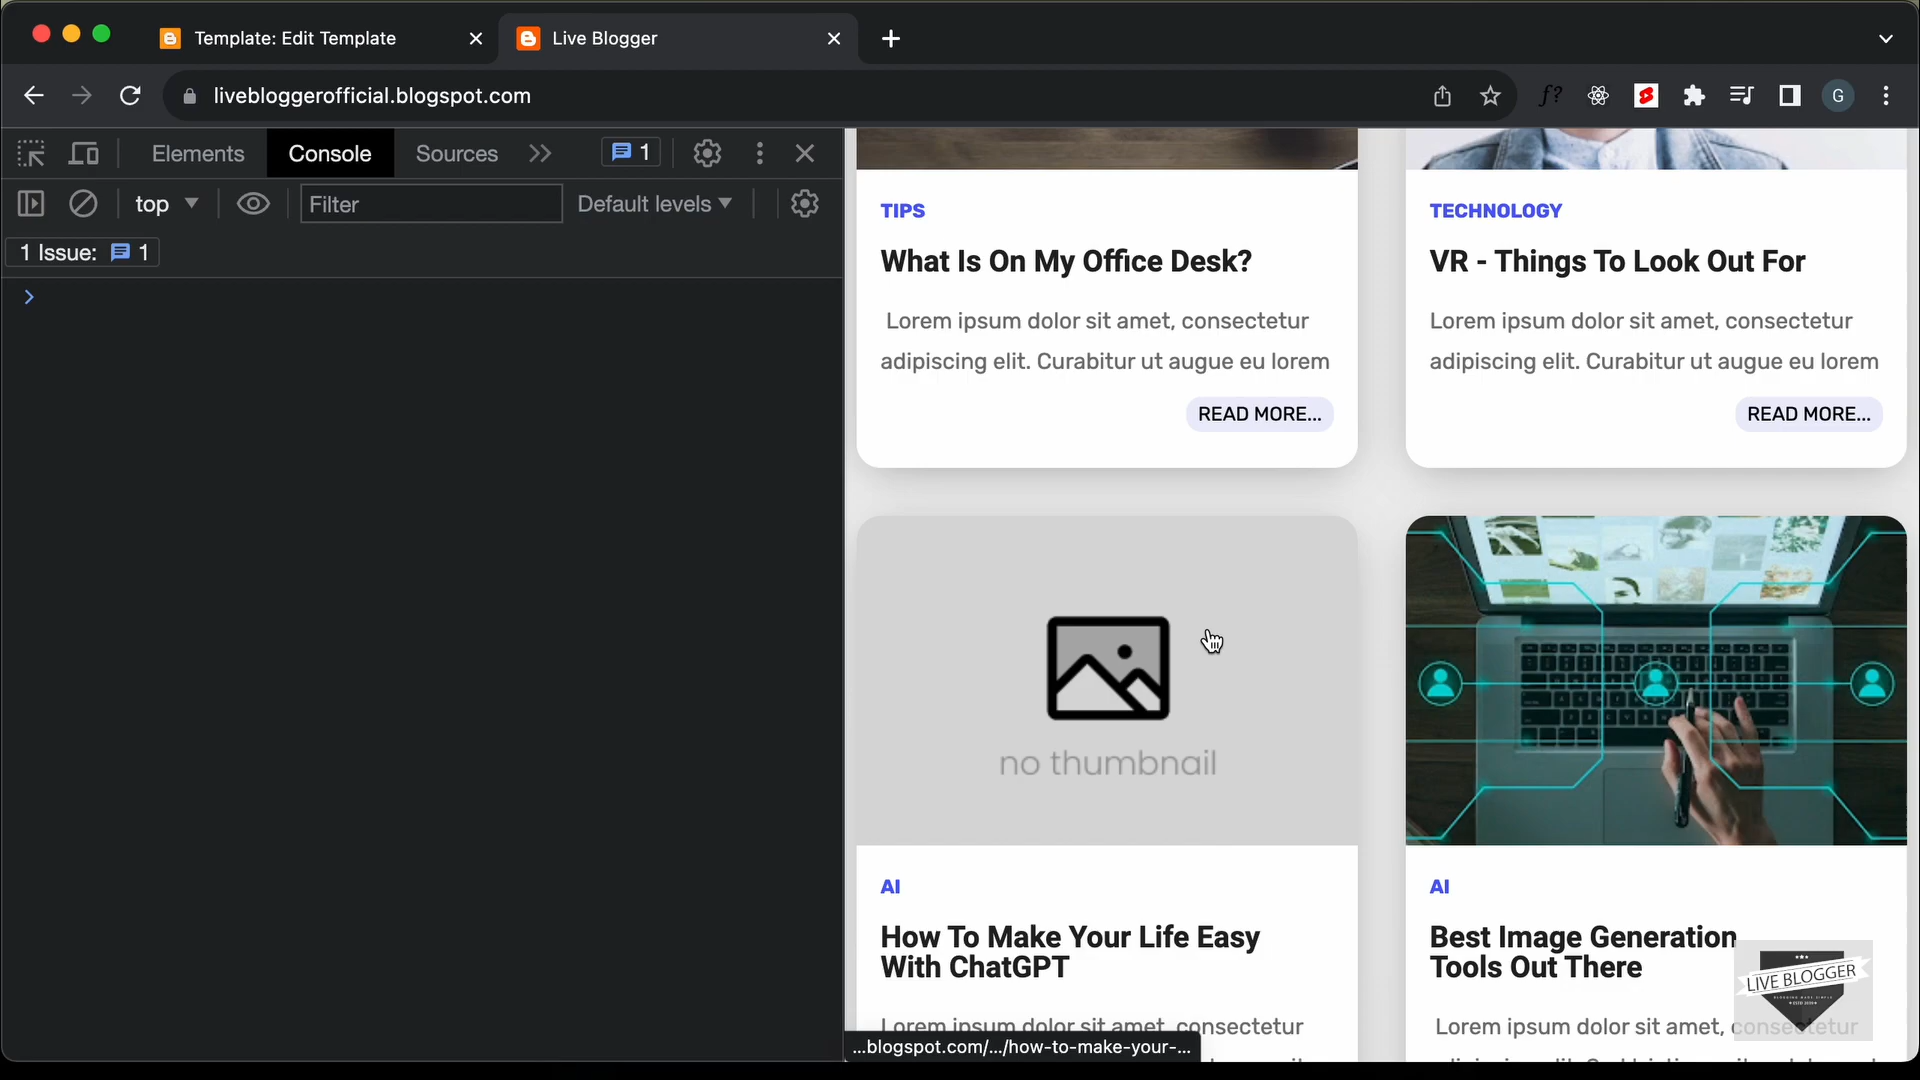 Template: Edit Template
Live Blogger
livebloggerofficial.blogspot.com
f?
G
Elements
Console
Sources
1
top
Filter
Default levels
1 Issue: 1
TIPS
What Is On My Office Desk?
Lorem ipsum dolor sit amet, consectetur
adipiscing elit. Curabitur ut augue eu lorem
READ MORE...
TECHNOLOGY
VR - Things To Look Out For
Lorem ipsum dolor sit amet, consectetur
adipiscing elit. Curabitur ut augue eu lorem
READ MORE...
no thumbnail
AI
How To Make Your Life Easy
With ChatGPT
Lorem ipsum dolor sit amet, consectetur
AI
Best Image Generation
Tools Out There
Lorem ipsum dolor sit amet, consectetur
LIVE BLOGGER
...blogspot.com/.../how-to-make-your-...